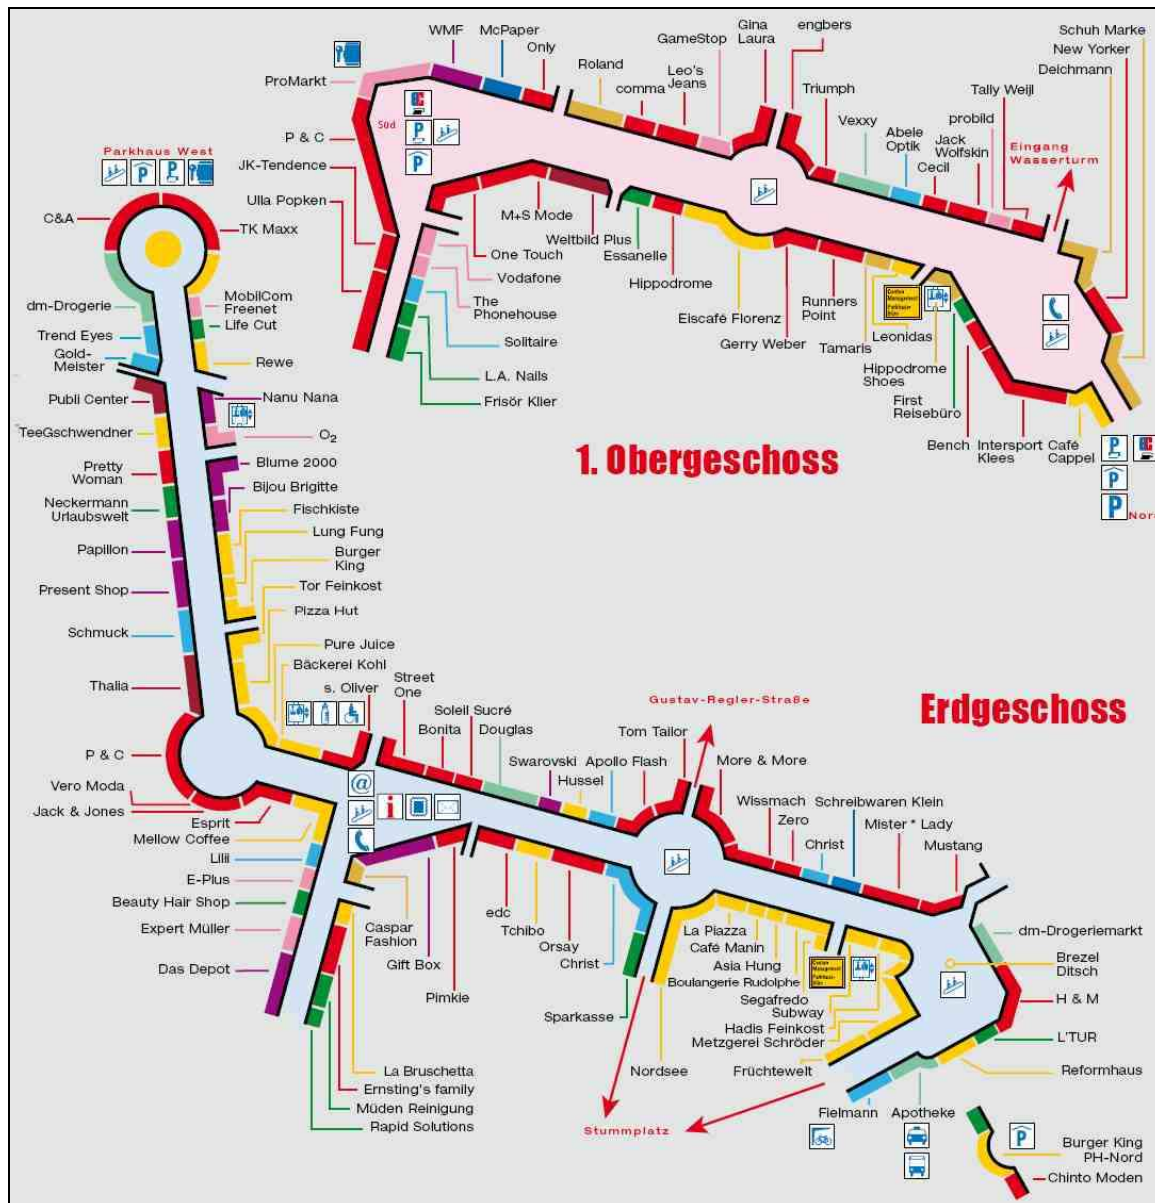 WMF
McPaper
Only
ProMarkt
Roland
comma
Leo's
Jeans
GameStop
Gina
Laura
engbers
Triumph
Vexxy
Abele
Optik
Cecil
Jack
Wolfskin
probild
Tally Weijl
Schuh Marke
New Yorker
Deichmann
Eingang
Wasserturm
Süd
P & C
JK-Tendence
Ulla Popken
M+S Mode
Weltbild Plus
One Touch
Vodafone
The
Phonehouse
Solitaire
L.A. Nails
Frisör Klier
Essanelle
Hippodrome
Eiscafé Florenz
Gerry Weber
Runners
Point
Tamaris
Leonidas
Hippodrome
Shoes
First
Reisebüro
Bench
Intersport
Klees
Café
Cappel
Nord
1. Obergeschoss
Parkhaus West
C&A
TK Maxx
dm-Drogerie
Trend Eyes
Gold-
Meister
MobilCom
Freenet
Life Cut
Rewe
Publi Center
Nanu Nana
TeeGschwendner
O2
Pretty
Woman
Blume 2000
Bijou Brigitte
Neckermann
Urlaubswelt
Fischkiste
Lung Fung
Papillon
Burger
King
Present Shop
Tor Feinkost
Pizza Hut
Schmuck
Pure Juice
Bäckerei Kohl
Thalia
s. Oliver
Street
One
Bonita
Soleil Sucré
Douglas
Swarovski
Hussel
Apollo
Flash
Tom Tailor
Gustav-Regler-Straße
More & More
Erdgeschoss
Wissmach
Zero
Christ
Schreibwaren Klein
Mister * Lady
Mustang
P & C
Vero Moda
Jack & Jones
Esprit
Mellow Coffee
Lilii
E-Plus
Beauty Hair Shop
Expert Müller
Das Depot
Caspar
Fashion
Gift Box
Pimkie
edc
Tchibo
Orsay
Christ
Sparkasse
Nordsee
La Piazza
Café Manin
Asia Hung
Boulangerie Rudolphe
Segafredo
Subway
Hadis Feinkost
Metzgerei Schröder
Früchtewelt
dm-Drogeriemarkt
Brezel
Ditsch
H & M
L'TUR
Reformhaus
La Bruschetta
Ernsting's family
Müden Reinigung
Rapid Solutions
Stummplatz
Fielmann
Apotheke
Burger King
PH-Nord
Chinto Moden